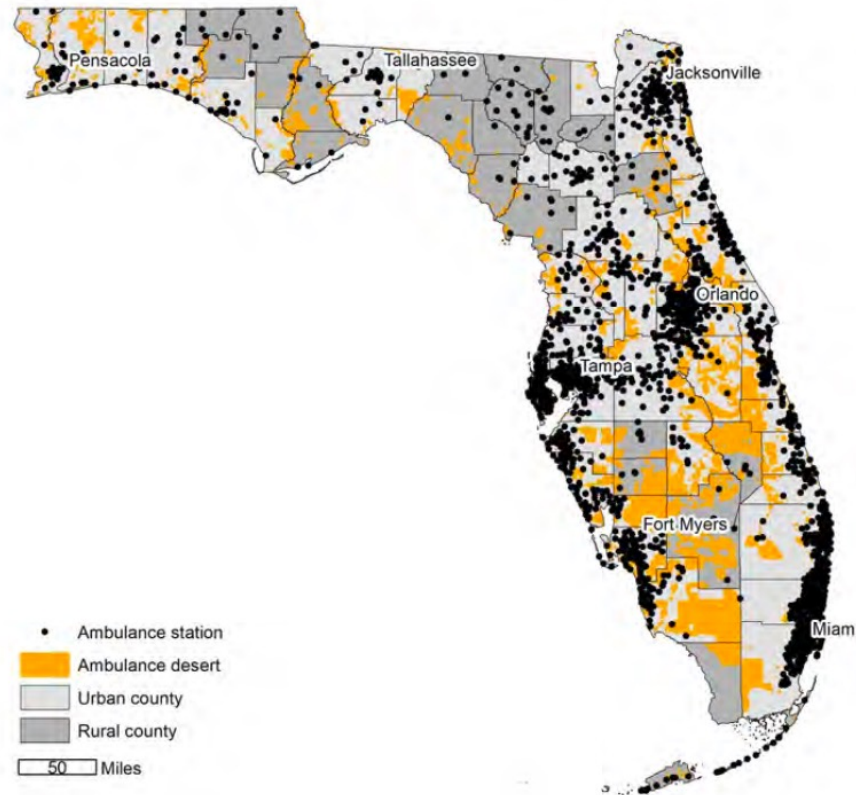 Pensacola
Tallahassee
Jacksonville
Orlando
Tampa
Fort Myers
Miam
Ambulance station
Ambulance desert
Urban county
Rural county
50 Miles